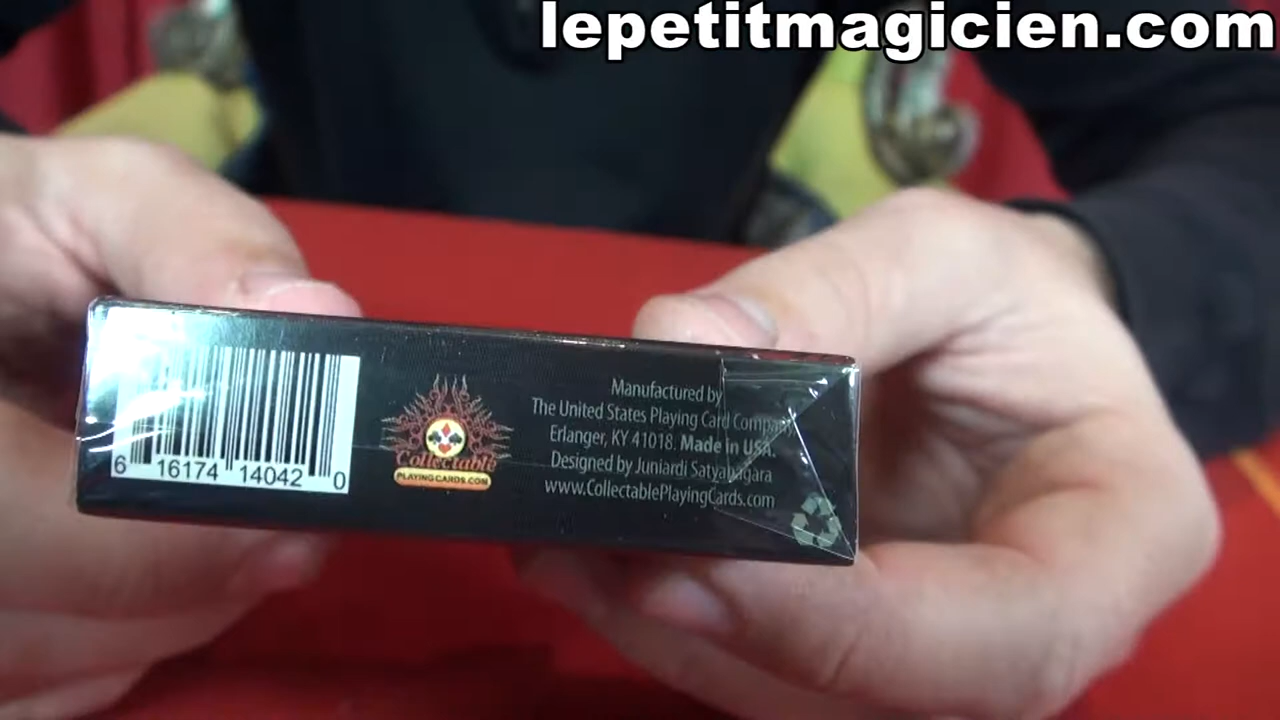 lepetitmagicien.com
6 16174 14042 0
Collectable
PLAYINGCARDS.COM
Manufactured by
The United States Playing Card Company
Erlanger, KY 41018. Made in USA.
Designed by Juniardi Satyanagara
www.CollectablePlayingCards.com